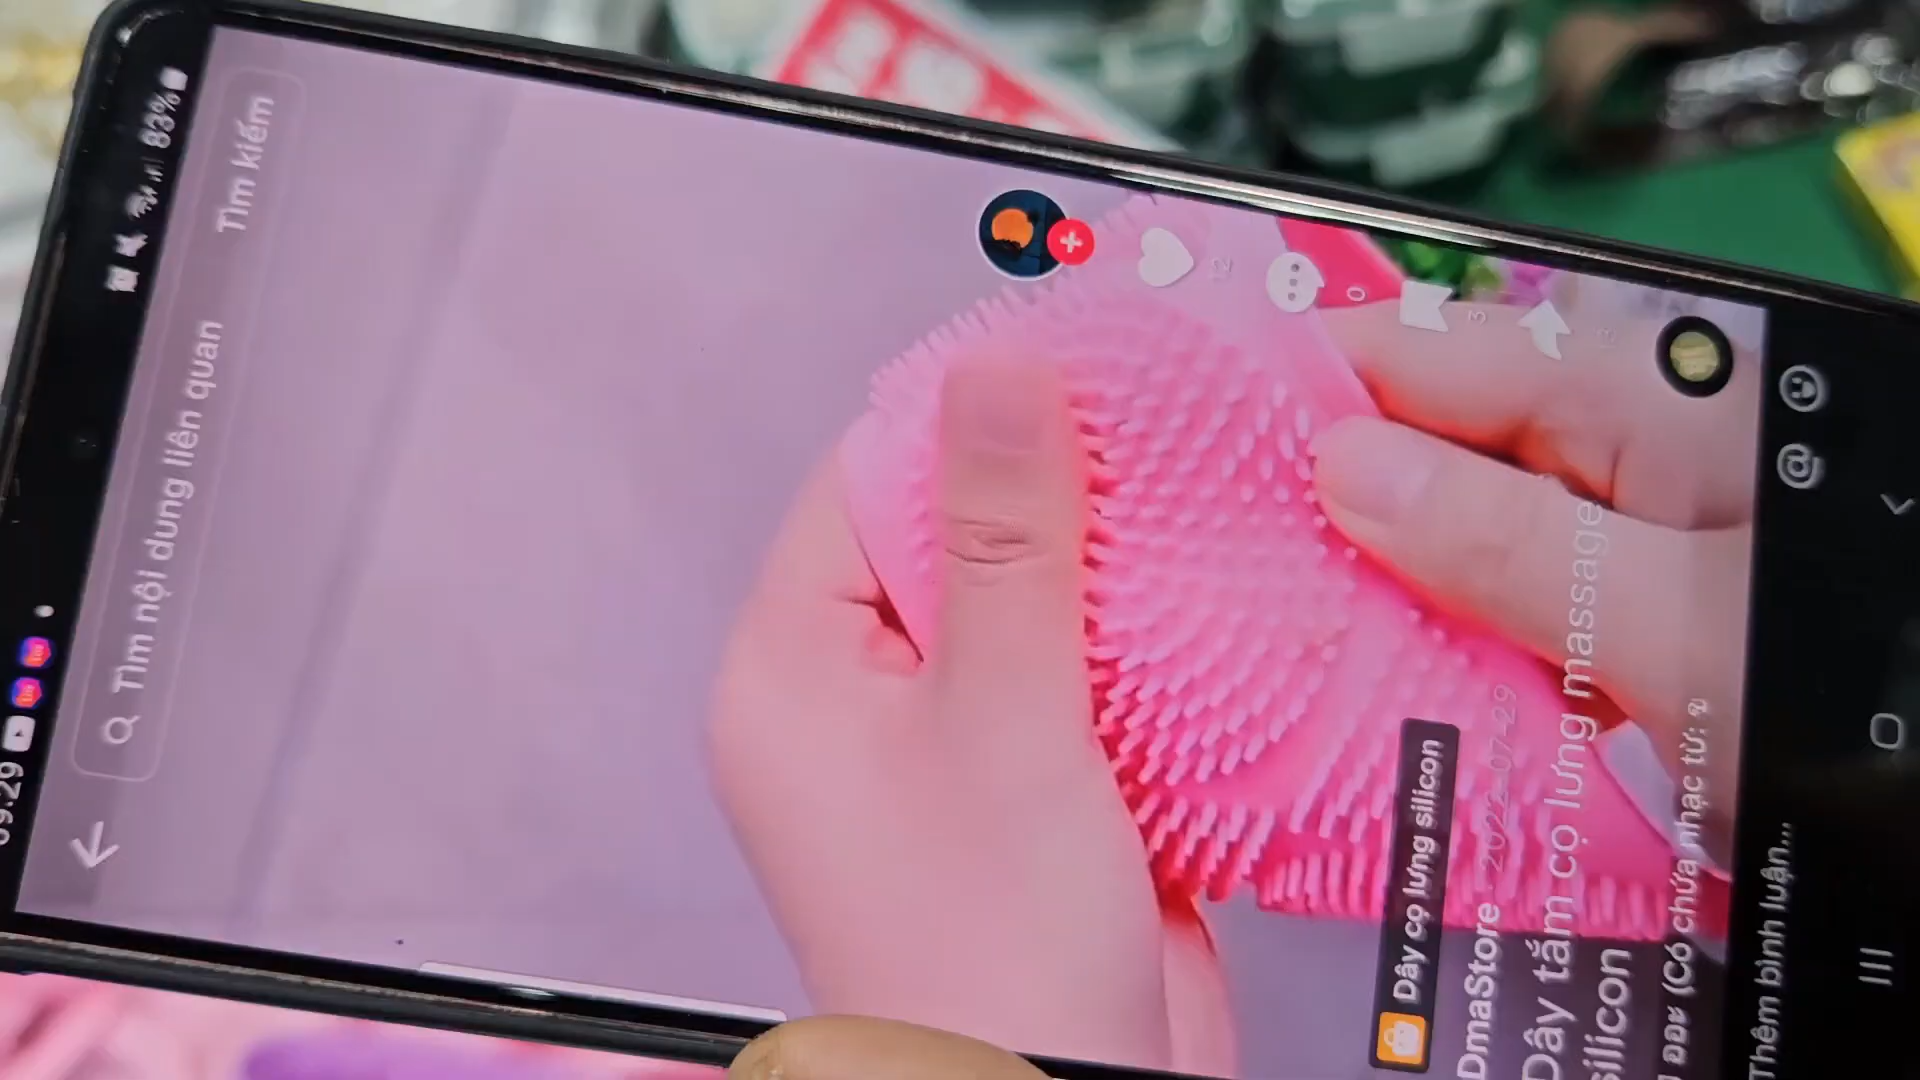 09:29
83%
Tìm nội dung liên quan
Tìm kiếm
12
0
3
13
Dây cọ lưng silicon
DmaStore · 2022-07-29
Dây tắm cọ lưng massage
silicon
(Có chứa nhạc từ:
Thêm bình luận...
@